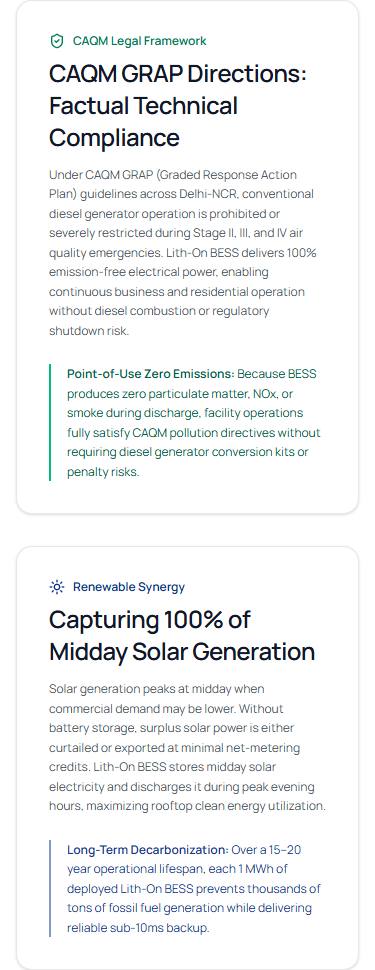 CAQM Legal Framework
CAQM GRAP Directions:
Factual Technical
Compliance
Under CAQM GRAP (Graded Response Action
Plan) guidelines across Delhi-NCR, conventional
diesel generator operation is prohibited or
severely restricted during Stage II, III, and IV air
quality emergencies. Lith-On BESS delivers 100%
emission-free electrical power, enabling
continuous business and residential operation
without diesel combustion or regulatory
shutdown risk.
Point-of-Use Zero Emissions: Because BESS
produces zero particulate matter, NOx, or
smoke during discharge, facility operations
fully satisfy CAQM pollution directives without
requiring diesel generator conversion kits or
penalty risks.
Renewable Synergy
Capturing 100% of
Midday Solar Generation
Solar generation peaks at midday when
commercial demand may be lower. Without
battery storage, surplus solar power is either
curtailed or exported at minimal net-metering
credits. Lith-On BESS stores midday solar
electricity and discharges it during peak evening
hours, maximizing rooftop clean energy utilization.
Long-Term Decarbonization: Over a 15–20
year operational lifespan, each 1 MWh of
deployed Lith-On BESS prevents thousands of
tons of fossil fuel generation while delivering
reliable sub-10ms backup.